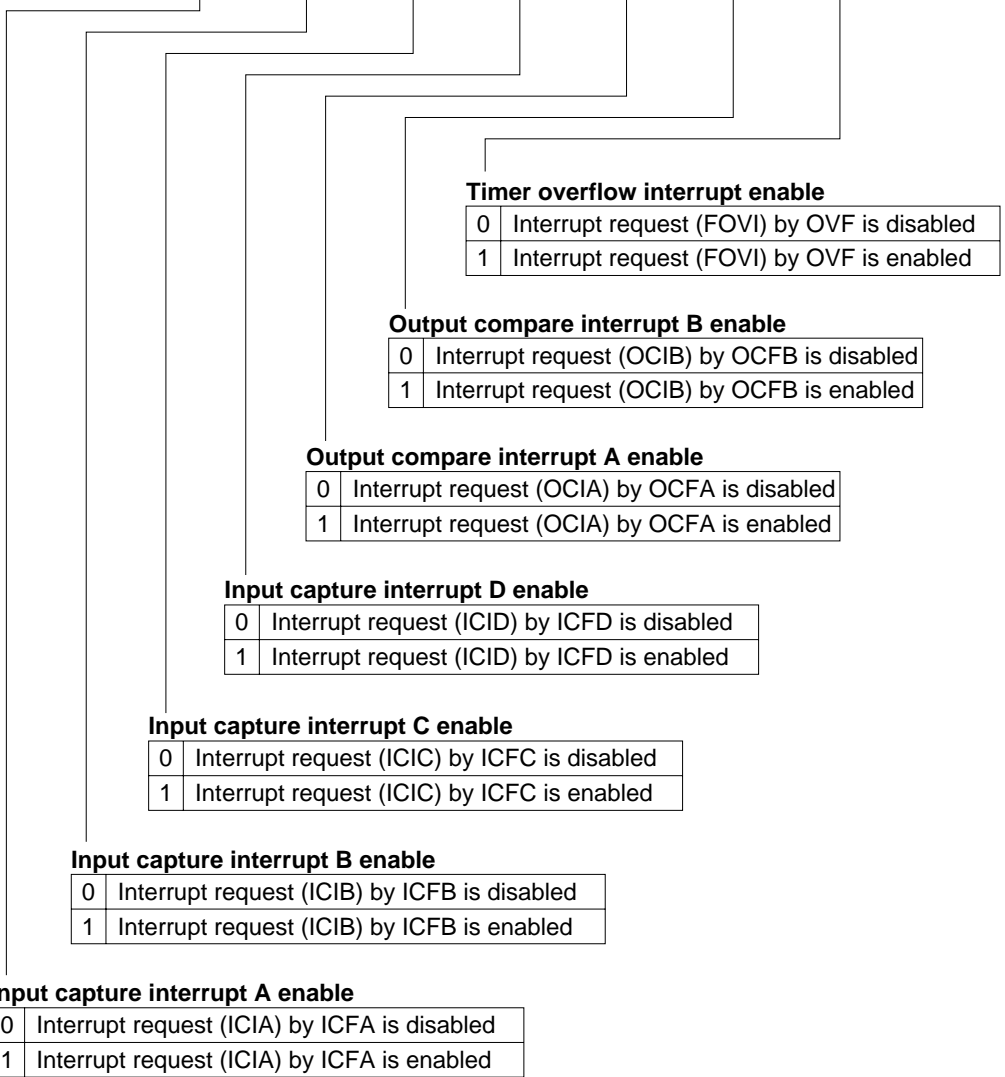 Timer overflow interrupt enable
0 Interrupt request (FOVI) by OVF is disabled
1 Interrupt request (FOVI) by OVF is enabled
Output compare interrupt B enable
0 Interrupt request (OCIB) by OCFB is disabled
1 Interrupt request (OCIB) by OCFB is enabled
Output compare interrupt A enable
0 Interrupt request (OCIA) by OCFA is disabled
1 Interrupt request (OCIA) by OCFA is enabled
Input capture interrupt D enable
0 Interrupt request (ICID) by ICFD is disabled
1 Interrupt request (ICID) by ICFD is enabled
Input capture interrupt C enable
0 Interrupt request (ICIC) by ICFC is disabled
1 Interrupt request (ICIC) by ICFC is enabled
Input capture interrupt B enable
0 Interrupt request (ICIB) by ICFB is disabled
1 Interrupt request (ICIB) by ICFB is enabled
nput capture interrupt A enable
0 Interrupt request (ICIA) by ICFA is disabled
1 Interrupt request (ICIA) by ICFA is enabled